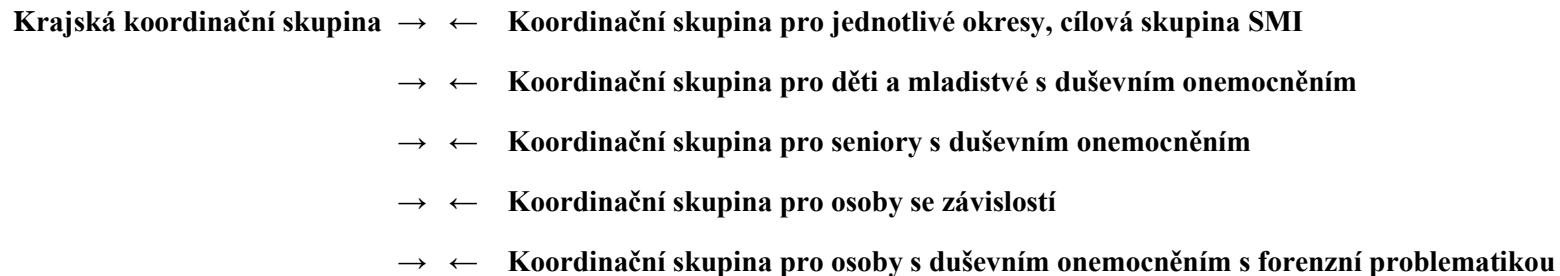 Krajská koordinační skupina → ← Koordinační skupina pro jednotlivé okresy, cílová skupina SMI
→ ← Koordinační skupina pro děti a mladistvé s duševním onemocněním
→ ← Koordinační skupina pro seniory s duševním onemocněním
→ ← Koordinační skupina pro osoby se závislostí
→ ← Koordinační skupina pro osoby s duševním onemocněním s forenzní problematikou